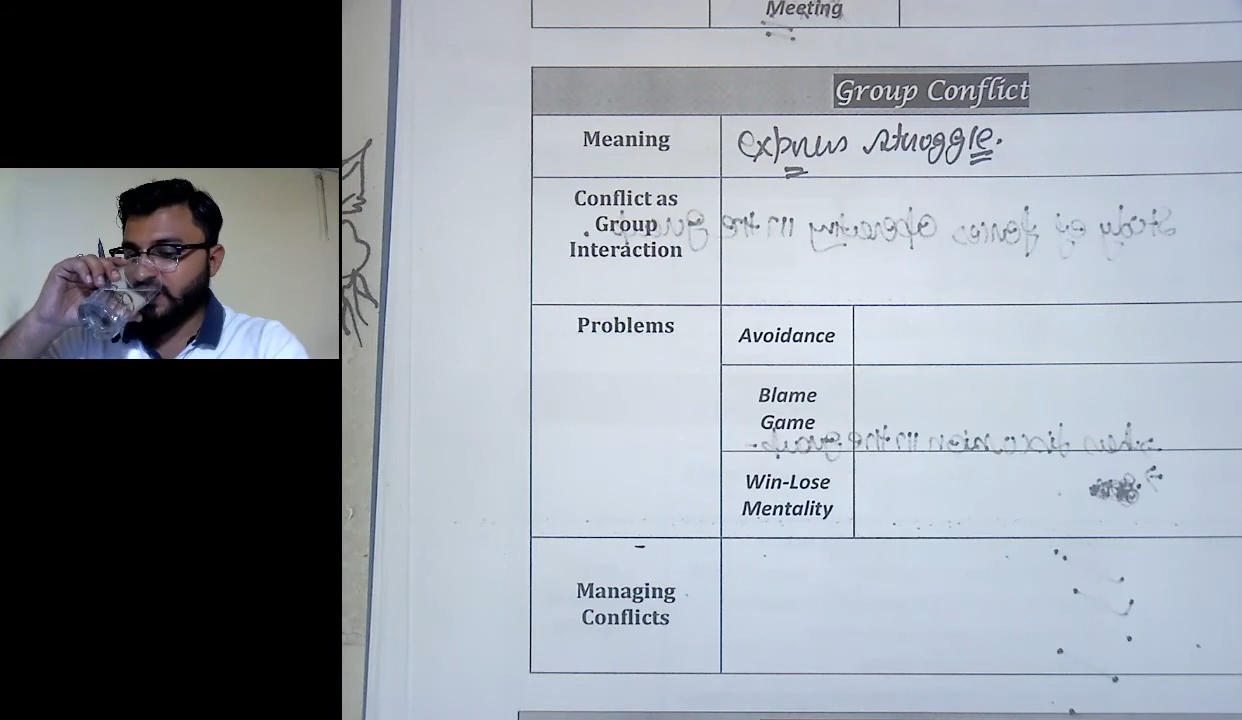 Meeting
Group Conflict
Meaning
express struggle.
Conflict as
Group
Interaction
Problems
Avoidance
Blame
Game
Win-Lose
Mentality
Managing
Conflicts